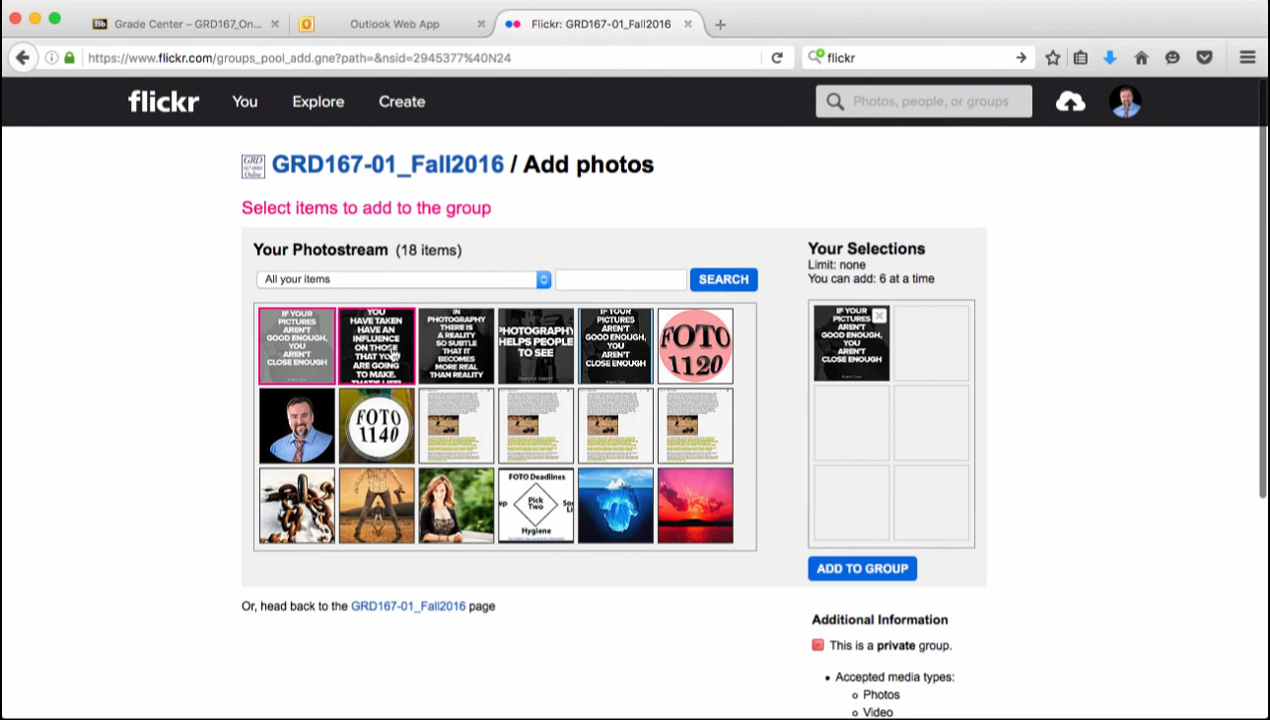 Grade Center – GRD167_On...
Outlook Web App
Flickr: GRD167-01_Fall2016
https://www.flickr.com/groups_pool_add.gne?path=&nsid=2945377%40N24
flickr
flickr
You
Explore
Create
Photos, people, or groups
GRD167-01_Fall2016 / Add photos
Select items to add to the group
Your Photostream (18 items)
All your items
SEARCH
IF YOUR
PICTURES
AREN'T
GOOD ENOUGH,
YOU
AREN'T
CLOSE ENOUGH
YOU
HAVE TAKEN
HAVE AN
INFLUENCE
ON THOSE
THAT YOU
ARE GOING
TO MAKE.
THAT'S LIFE!
IN
PHOTOGRAPHY
THERE IS
A REALITY
SO SUBTLE
THAT IT
BECOMES
MORE REAL
THAN REALITY
PHOTOGRAPHY
HELPS PEOPLE
TO SEE
IF YOUR
PICTURES
AREN'T
GOOD ENOUGH,
YOU
AREN'T
CLOSE ENOUGH
FOTO
1120
FOTO
1140
FOTO Deadlines
Pick
Two
Hygiene
Your Selections
Limit: none
You can add: 6 at a time
IF YOUR
PICTURES
AREN'T
GOOD ENOUGH,
YOU
AREN'T
CLOSE ENOUGH
ADD TO GROUP
Or, head back to the GRD167-01_Fall2016 page
Additional Information
This is a private group.
• Accepted media types:
Photos
Video